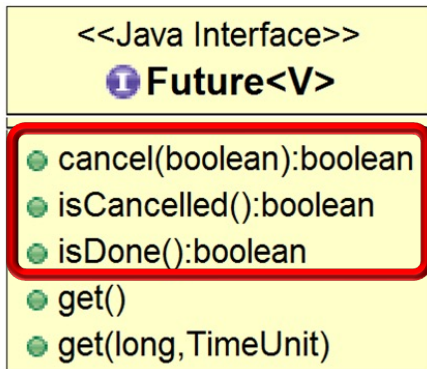 <<Java Interface>>
I Future<V>
cancel(boolean):boolean
isCancelled():boolean
isDone():boolean
get()
get(long,TimeUnit)